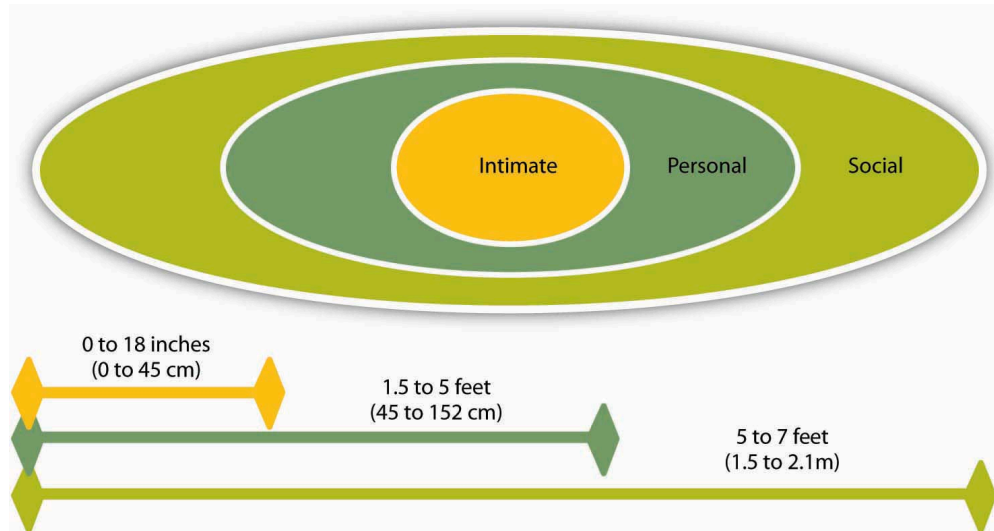 Intimate
Personal
Social
0 to 18 inches
(0 to 45 cm)
1.5 to 5 feet
(45 to 152 cm)
5 to 7 feet
(1.5 to 2.1m)